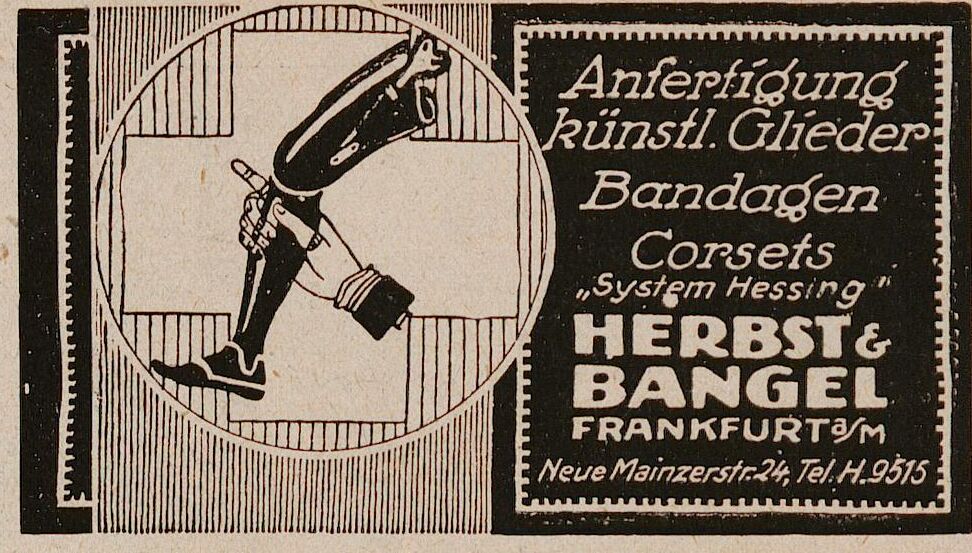 Anfertigung
künstl. Glieder
Bandagen
Corsets
„System Hessing"
HERBST &
BANGEL
FRANKFURT a/M
Neue Mainzerstr. 24, Tel. H. 9515